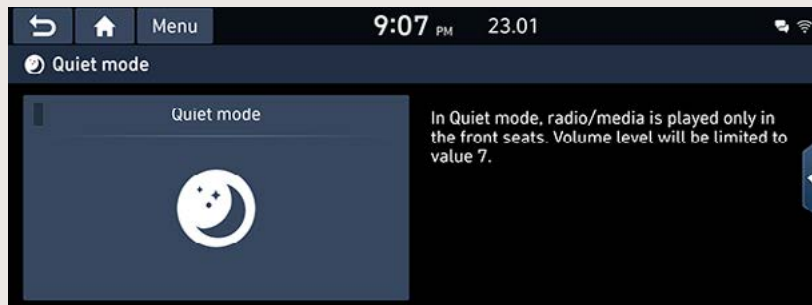 Menu 9:07 PM 23.01
Quiet mode
Quiet mode
In Quiet mode, radio/media is played only in
the front seats. Volume level will be limited to
value 7.